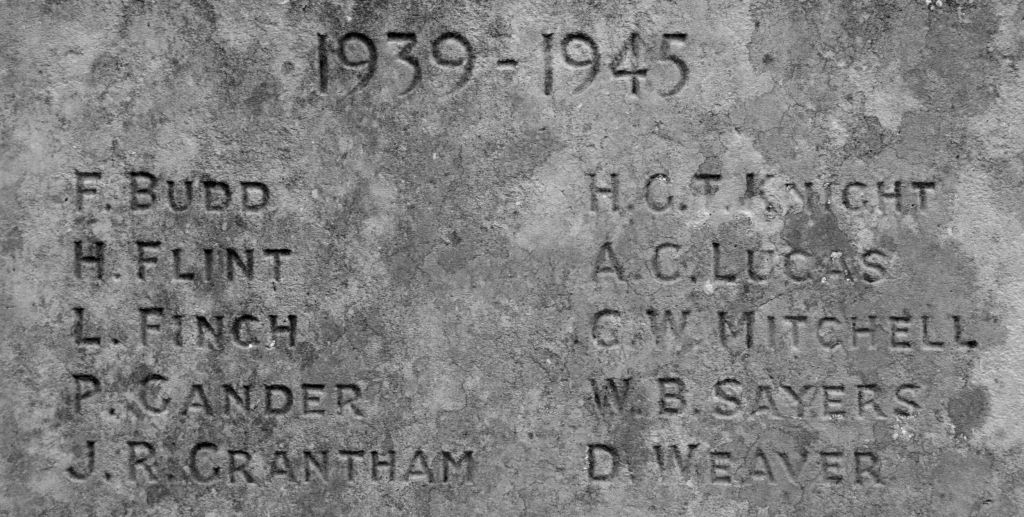 1939-1945
F. BUDD
H. FLINT
L. FINCH
P. GANDER
J. R. GRANTHAM
H. G. T. KNIGHT
A. G. LUCAS
G. W. MITCHELL
W. B. SAYERS
D. WEAVER